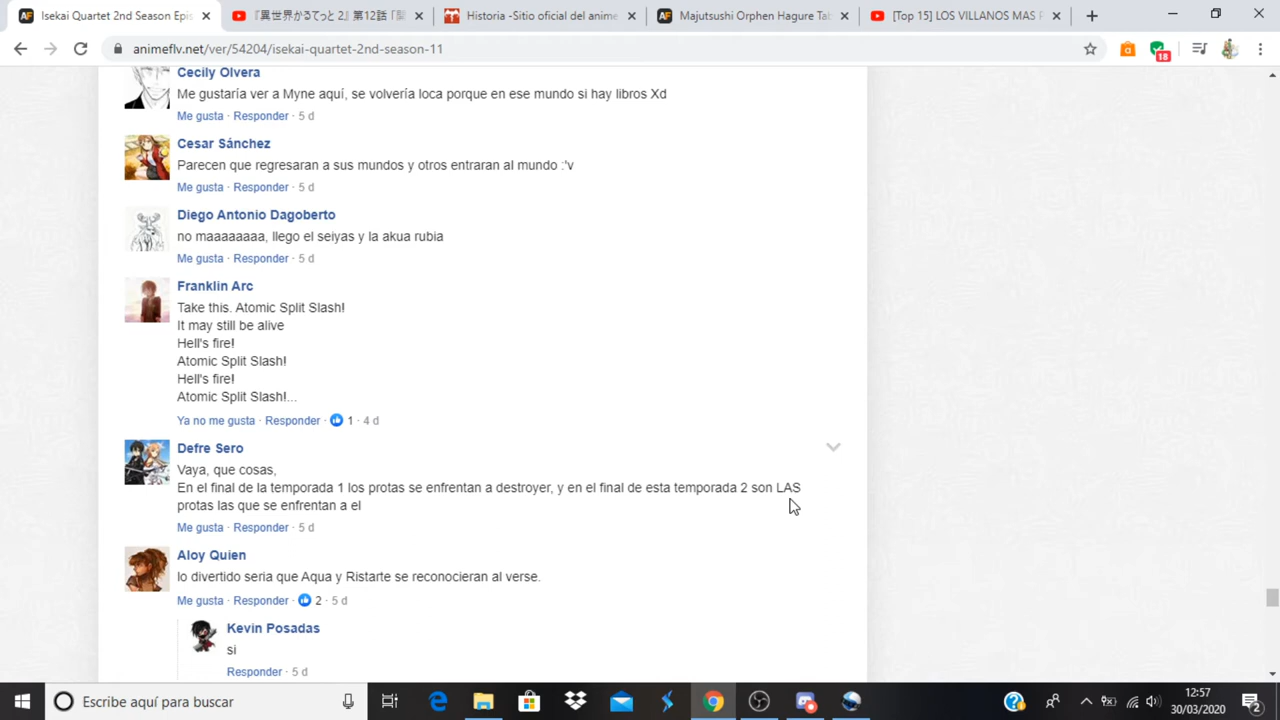 Isekai Quartet 2nd Season Epis
『異世界かるてっと 2』第12話「開
Historia -Sitio oficial del anime
Majutsushi Orphen Hagure Tab
[Top 15] LOS VILLANOS MAS P
animeflv.net/ver/54204/isekai-quartet-2nd-season-11
18
Cecily Olvera
Me gustaría ver a Myne aquí, se volvería loca porque en ese mundo si hay libros Xd
Me gusta · Responder · 5 d
Cesar Sánchez
Parecen que regresaran a sus mundos y otros entraran al mundo :'v
Me gusta · Responder · 5 d
Diego Antonio Dagoberto
no maaaaaaaa, llego el seiyas y la akua rubia
Me gusta · Responder · 5 d
Franklin Arc
Take this. Atomic Split Slash!
It may still be alive
Hell's fire!
Atomic Split Slash!
Hell's fire!
Atomic Split Slash!...
Ya no me gusta · Responder · 1 · 4 d
Defre Sero
Vaya, que cosas,
En el final de la temporada 1 los protas se enfrentan a destroyer, y en el final de esta temporada 2 son LAS
protas las que se enfrentan a el
Me gusta · Responder · 5 d
Aloy Quien
lo divertido seria que Aqua y Ristarte se reconocieran al verse.
Me gusta · Responder · 2 · 5 d
Kevin Posadas
si
Responder · 5 d
Escribe aquí para buscar
12:57
30/03/2020
2